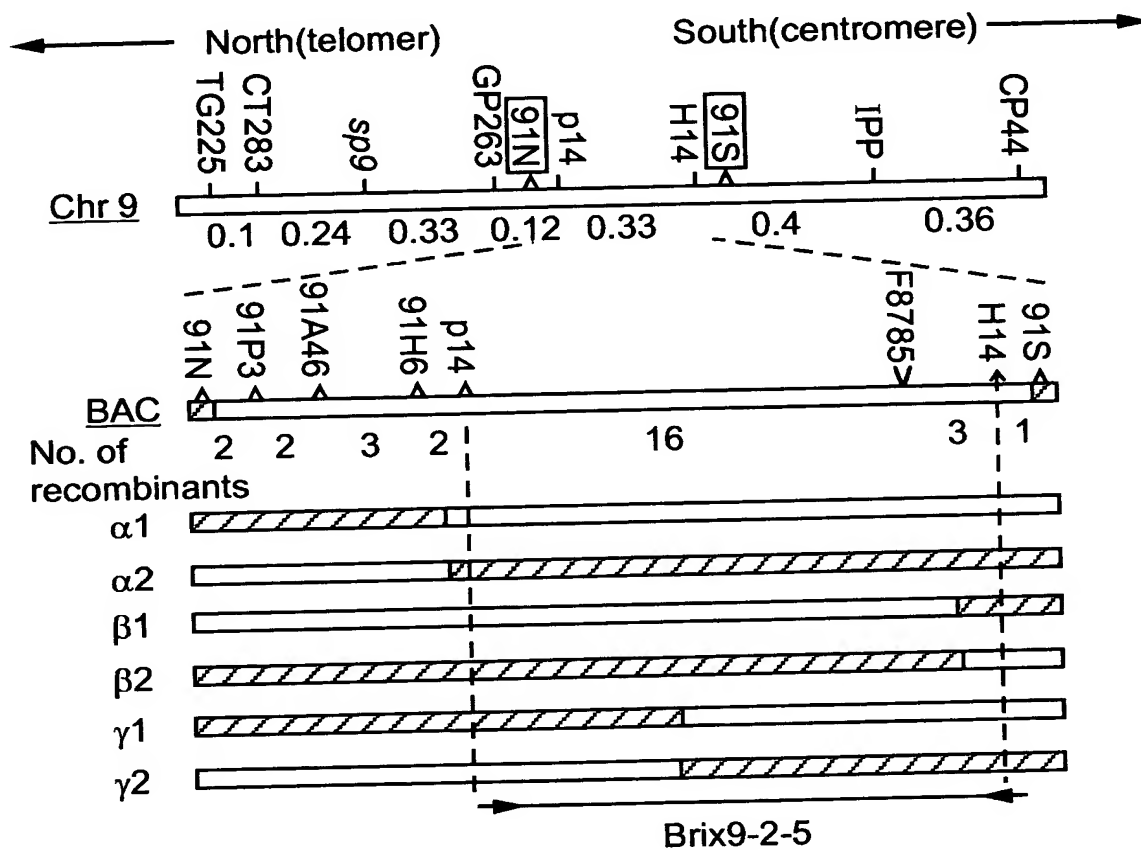 North(telomer)
South(centromere)
TG225
CT283
sp9
GP263
91N
p14
H14
91S
IPP
CP44
Chr 9
0.1 0.24 0.33 0.12 0.33 0.4 0.36
91N
91P3
91A46
91H6
p14
F8785
H14
91S
BAC
No. of
recombinants
2 2 3 2 16 3 1
α1
α2
β1
β2
γ1
γ2
Brix9-2-5